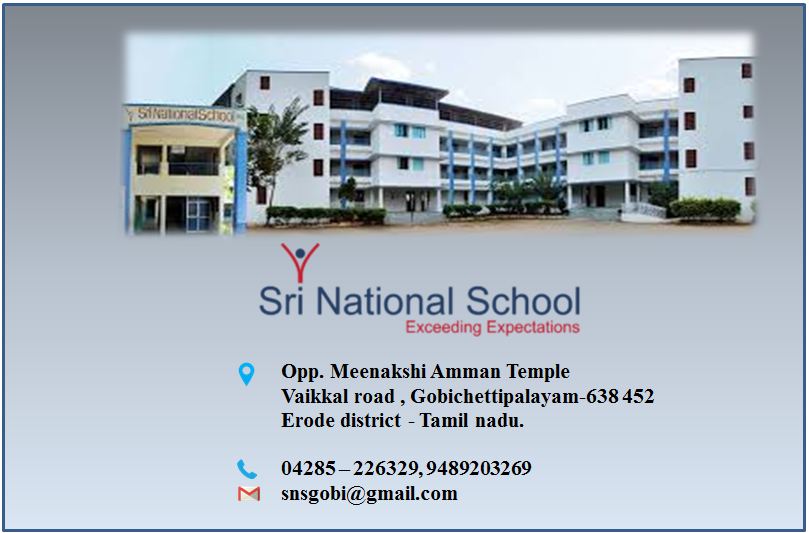 Sri National School
Sri National School
Exceeding Expectations
Opp. Meenakshi Amman Temple
Vaikkal road , Gobichettipalayam-638 452
Erode district - Tamil nadu.
04285 – 226329, 9489203269
snsgobi@gmail.com